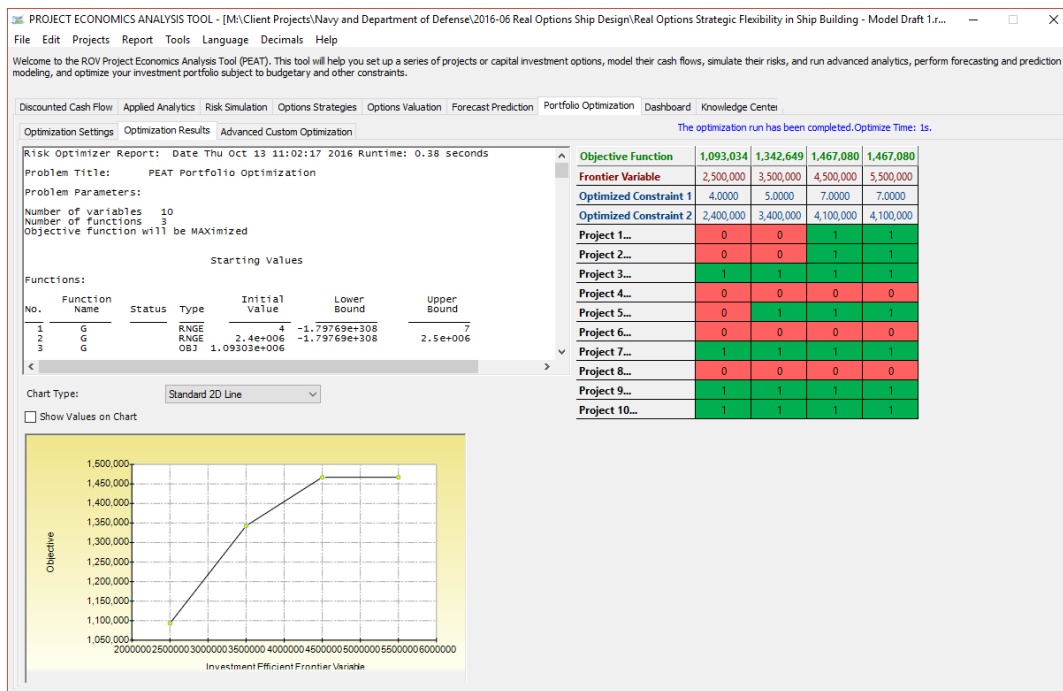 PROJECT ECONOMICS ANALYSIS TOOL - [M:\Client Projects\Navy and Department of Defense\2016-06 Real Options Ship Design\Real Options Strategic Flexibility in Ship Building - Model Draft 1.r...
File Edit Projects Report Tools Language Decimals Help
Welcome to the ROV Project Economics Analysis Tool (PEAT). This tool will help you set up a series of projects or capital investment options, model their cash flows, simulate their risks, and run advanced analytics, perform forecasting and prediction
modeling, and optimize your investment portfolio subject to budgetary and other constraints.
Discounted Cash Flow Applied Analytics Risk Simulation Options Strategies Options Valuation Forecast Prediction Portfolio Optimization Dashboard Knowledge Center
Optimization Settings Optimization Results Advanced Custom Optimization
The optimization run has been completed.Optimize Time: 1s.
Risk Optimizer Report: Date Thu Oct 13 11:02:17 2016 Runtime: 0.38 seconds
Problem Title: PEAT Portfolio Optimization
Problem Parameters:
Number of variables 10
Number of functions 3
Objective function will be MAXimized
Starting Values
Functions:
Function Initial Lower Upper
No. Name Status Type Value Bound Bound
1 G RNGE 4 -1.79769e+308 7
2 G RNGE 2.4e+006 -1.79769e+308 2.5e+006
3 G OBJ 1.09303e+006
Objective Function 1,093,034 1,342,649 1,467,080 1,467,080
Frontier Variable 2,500,000 3,500,000 4,500,000 5,500,000
Optimized Constraint 1 4.0000 5.0000 7.0000 7.0000
Optimized Constraint 2 2,400,000 3,400,000 4,100,000 4,100,000
Project 1... 0 0 1 1
Project 2... 0 0 1 1
Project 3... 1 1 1 1
Project 4... 0 0 0 0
Project 5... 0 1 1 1
Project 6... 0 0 0 0
Project 7... 1 1 1 1
Project 8... 0 0 0 0
Project 9... 1 1 1 1
Project 10... 1 1 1 1
Chart Type: Standard 2D Line
Show Values on Chart
1,500,000
1,450,000
1,400,000
1,350,000
Objective
1,300,000
1,250,000
1,200,000
1,150,000
1,100,000
1,050,000
2000000 2500000 3000000 3500000 4000000 4500000 5000000 5500000 6000000
Investment Efficient Frontier Variable